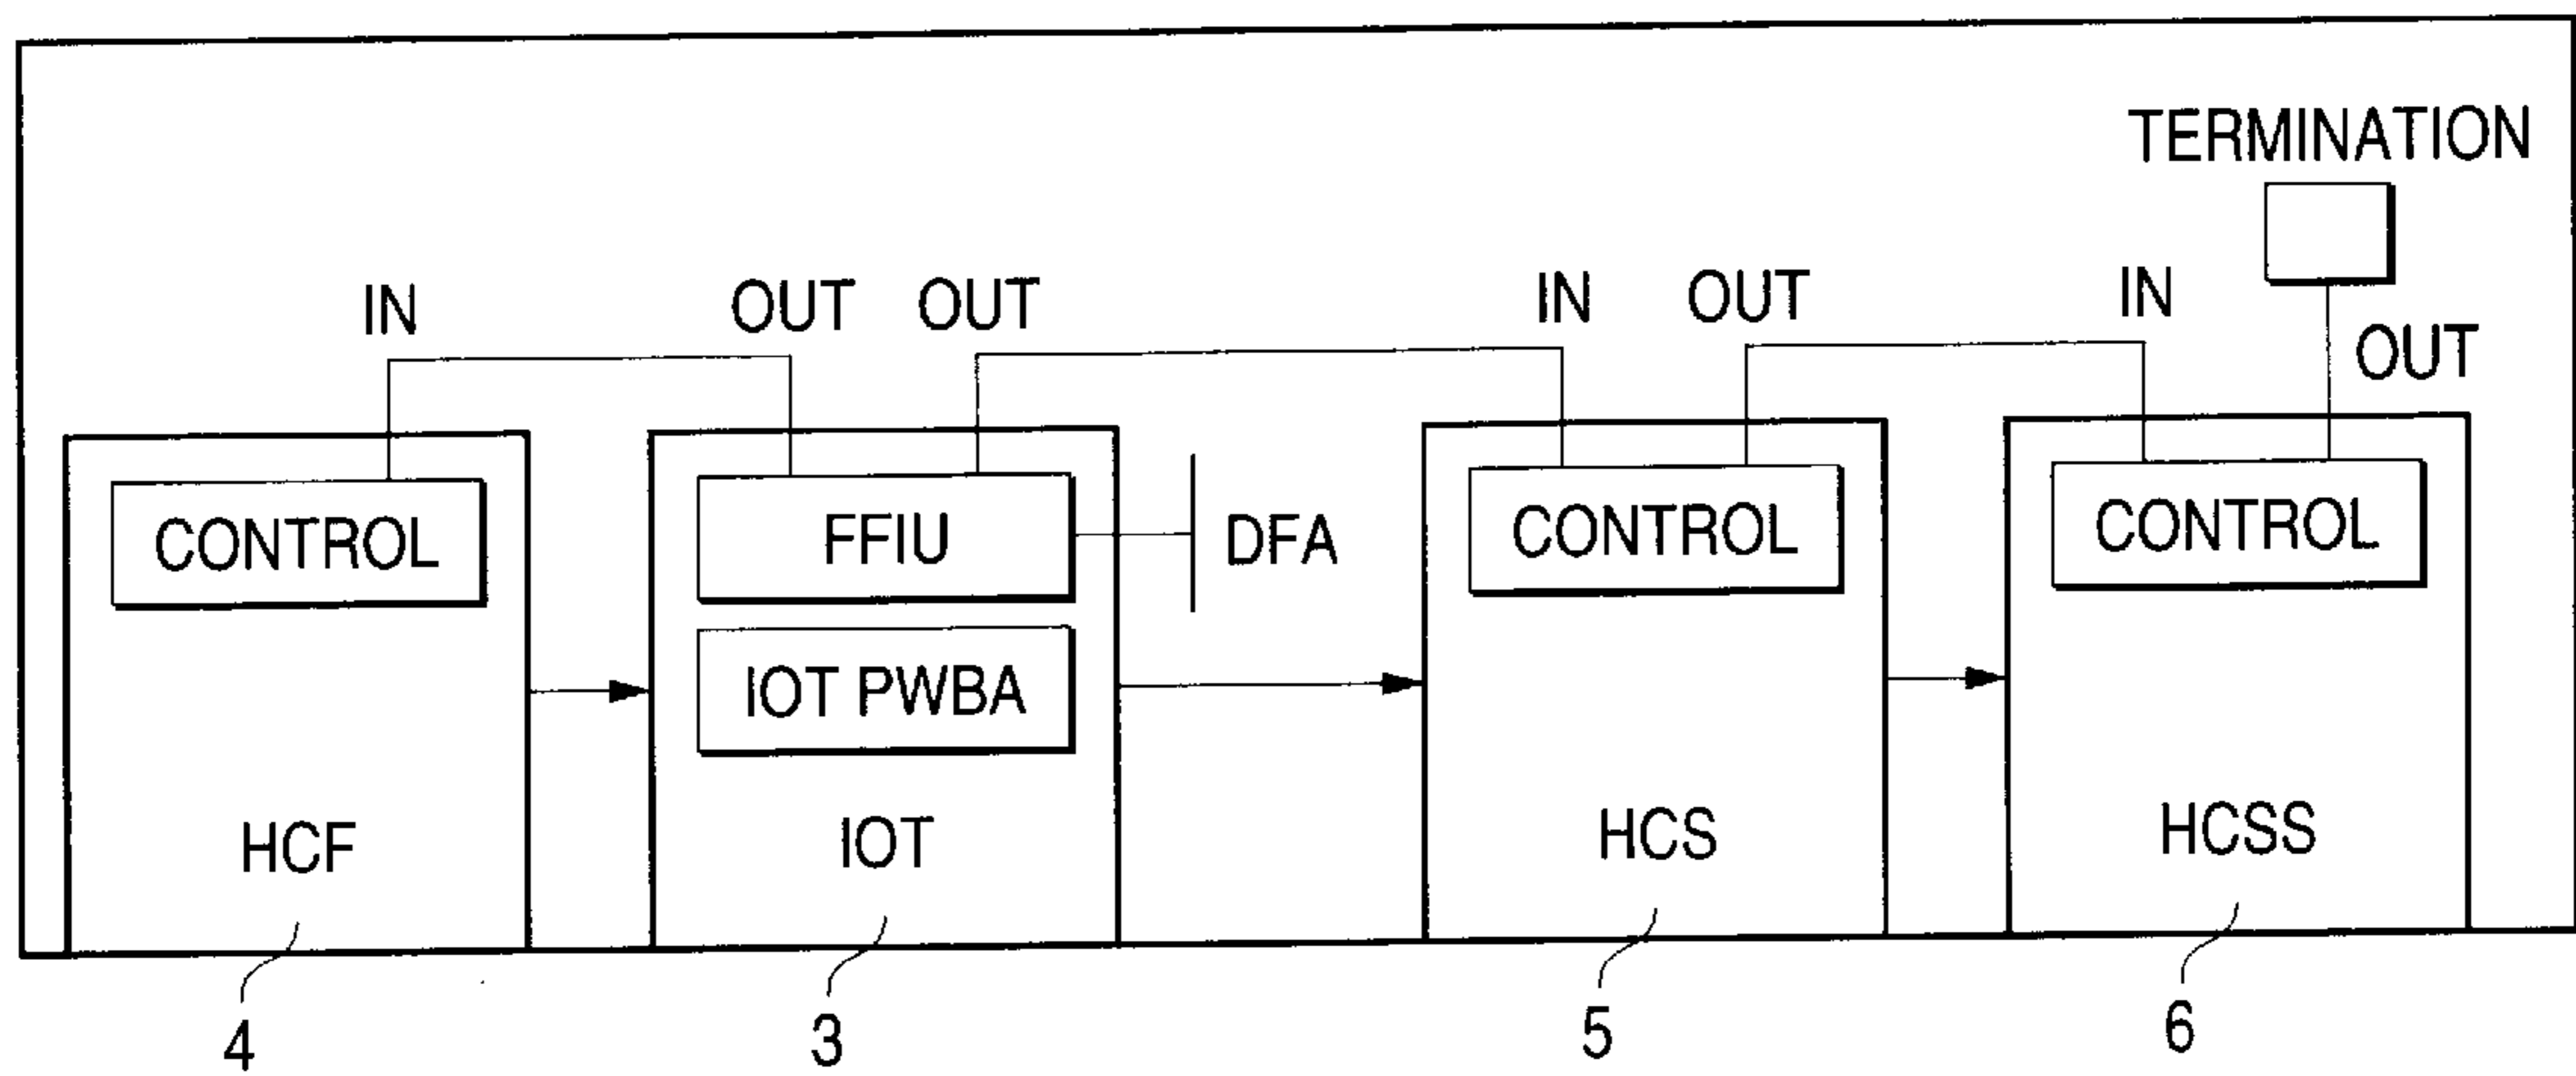 TERMINATION
IN OUT OUT IN OUT IN OUT
CONTROL FFIU DFA CONTROL CONTROL
IOT PWBA
HCF IOT HCS HCSS
4 3 5 6